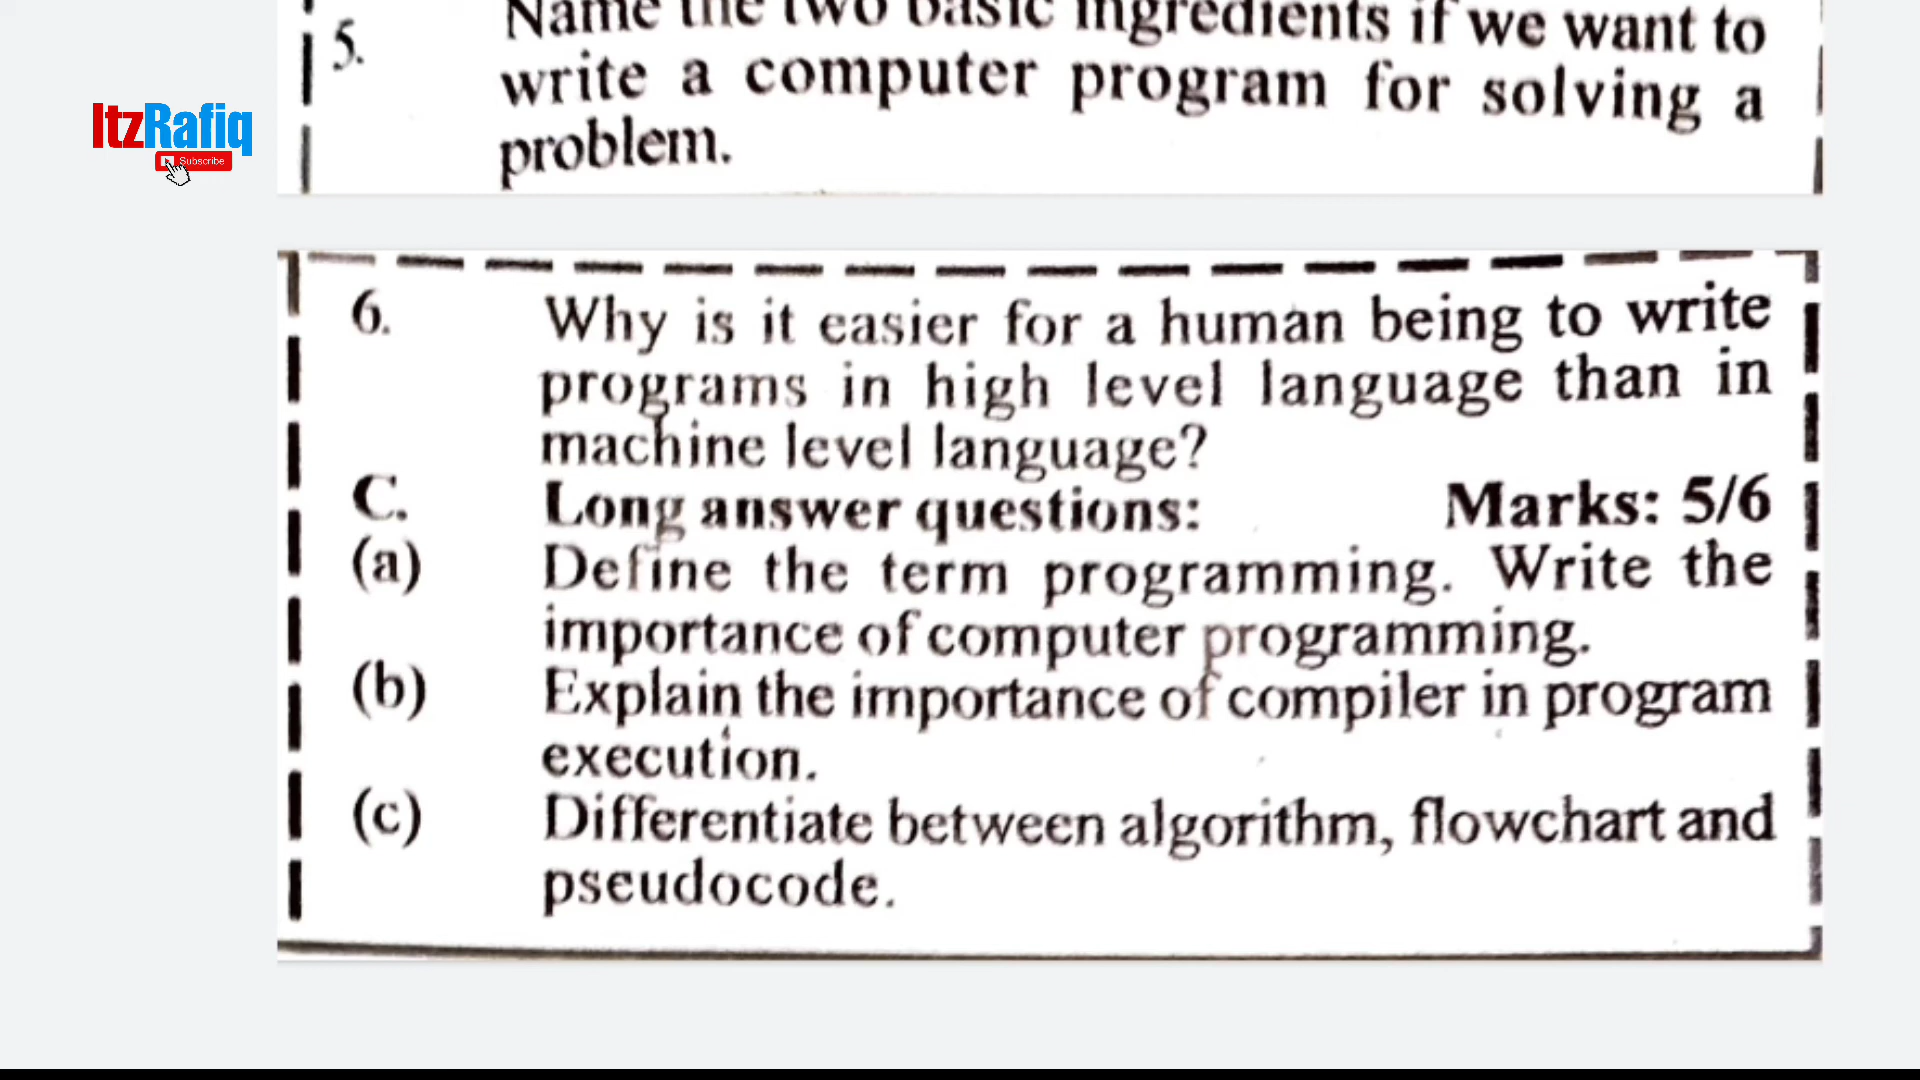 5. Name the two basic ingredients if we want to
write a computer program for solving a
problem.
ItzRafiq
Subscribe
6. Why is it easier for a human being to write
programs in high level language than in
machine level language?
C. Long answer questions: Marks: 5/6
(a) Define the term programming. Write the
importance of computer programming.
(b) Explain the importance of compiler in program
execution.
(c) Differentiate between algorithm, flowchart and
pseudocode.